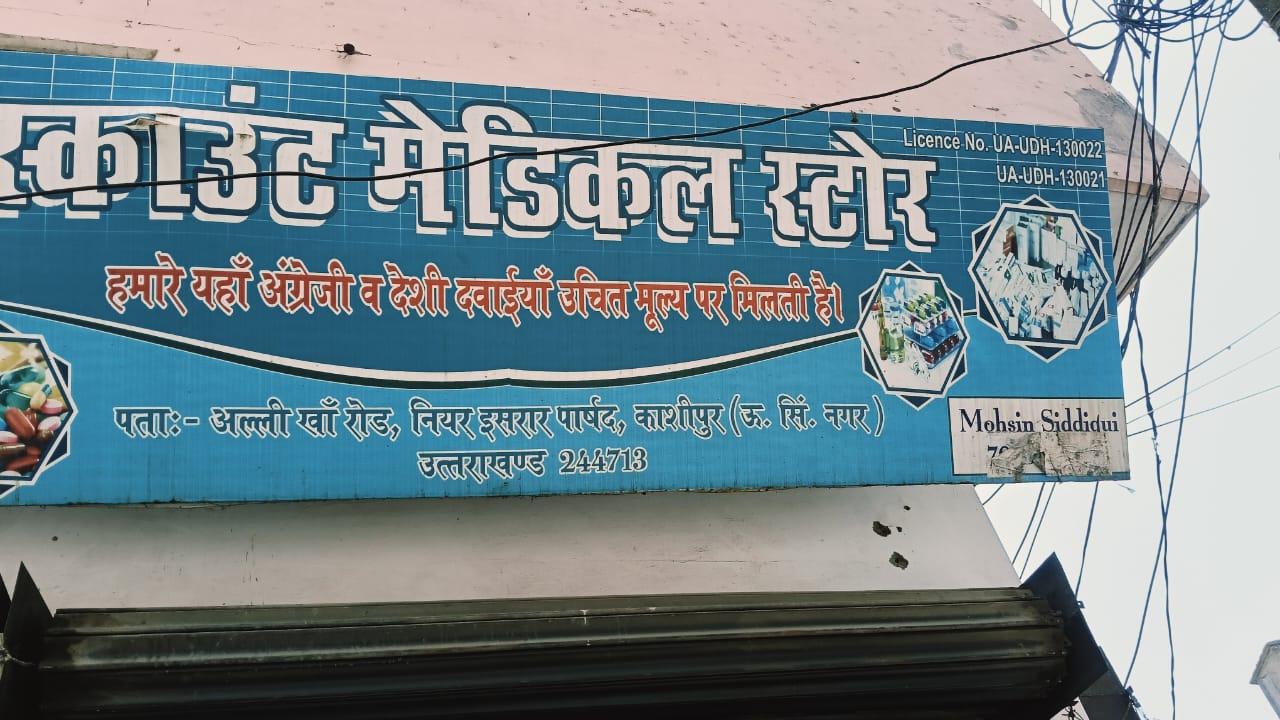 Licence No. UA-UDH-130022
UA-UDH-130021
मेडिकल स्टोर
हमारे यहाँ अंग्रेजी व देशी दवाईयाँ उचित मूल्य पर मिलती है।
पताः- अल्ली खाँ रोड, नियर इसरार पार्षद, काशीपुर (ऊ. सिं. नगर)
उत्तराखण्ड 244713
Mohsin Siddiqui